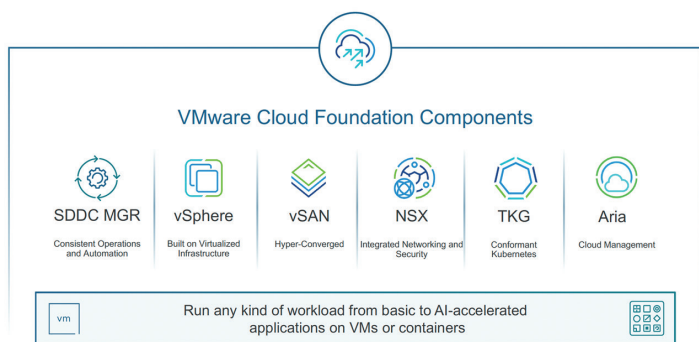 VMware Cloud Foundation Components
SDDC MGR
Consistent Operations
and Automation
vSphere
Built on Virtualized
Infrastructure
vSAN
Hyper-Converged
NSX
Integrated Networking and
Security
TKG
Conformant
Kubernetes
Aria
Cloud Management
vm
Run any kind of workload from basic to AI-accelerated
applications on VMs or containers